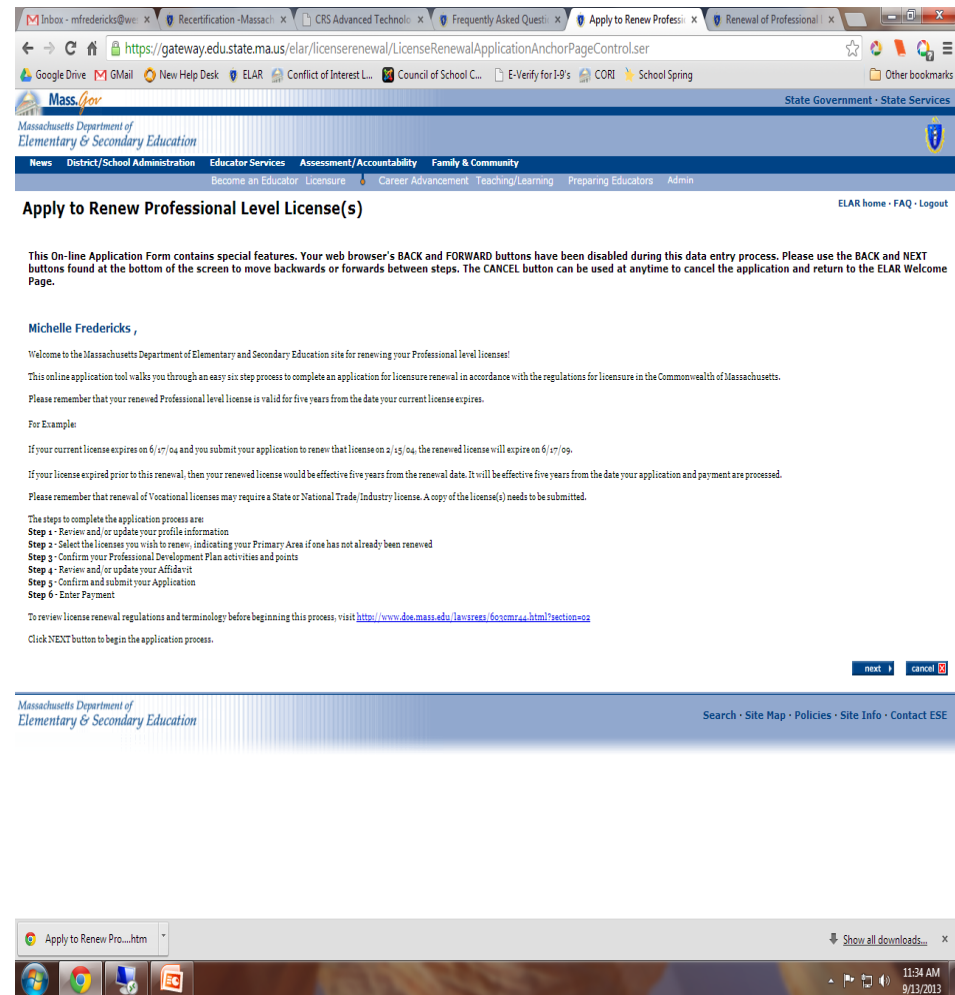 Inbox - mfredericks@we
Recertification -Massach
CRS Advanced Technolo
Frequently Asked Questi
Apply to Renew Professi
Renewal of Professional
https://gateway.edu.state.ma.us/elar/licenserenewal/LicenseRenewalApplicationAnchorPageControl.ser
Google Drive GMail New Help Desk ELAR Conflict of Interest L... Council of School C... E-Verify for I-9's CORI School Spring Other bookmarks
Mass.Gov State Government · State Services
Massachusetts Department of
Elementary & Secondary Education
News District/School Administration Educator Services Assessment/Accountability Family & Community
Become an Educator Licensure Career Advancement Teaching/Learning Preparing Educators Admin
Apply to Renew Professional Level License(s) ELAR home · FAQ · Logout
This On-line Application Form contains special features. Your web browser's BACK and FORWARD buttons have been disabled during this data entry process. Please use the BACK and NEXT
buttons found at the bottom of the screen to move backwards or forwards between steps. The CANCEL button can be used at anytime to cancel the application and return to the ELAR Welcome
Page.
Michelle Fredericks ,
Welcome to the Massachusetts Department of Elementary and Secondary Education site for renewing your Professional level licenses!
This online application tool walks you through an easy six step process to complete an application for licensure renewal in accordance with the regulations for licensure in the Commonwealth of Massachusetts.
Please remember that your renewed Professional level license is valid for five years from the date your current license expires.
For Example:
If your current license expires on 6/17/04 and you submit your application to renew that license on 2/15/04, the renewed license will expire on 6/17/09.
If your license expired prior to this renewal, then your renewed license would be effective five years from the renewal date. It will be effective five years from the date your application and payment are processed.
Please remember that renewal of Vocational licenses may require a State or National Trade/Industry license. A copy of the license(s) needs to be submitted.
The steps to complete the application process are:
Step 1 - Review and/or update your profile information
Step 2 - Select the licenses you wish to renew, indicating your Primary Area if one has not already been renewed
Step 3 - Confirm your Professional Development Plan activities and points
Step 4 - Review and/or update your Affidavit
Step 5 - Confirm and submit your Application
Step 6 - Enter Payment
To review license renewal regulations and terminology before beginning this process, visit http://www.doe.mass.edu/lawsregs/603cmr44.html?section=02
Click NEXT button to begin the application process.
next cancel
Massachusetts Department of
Elementary & Secondary Education
Search · Site Map · Policies · Site Info · Contact ESE
Apply to Renew Pro....htm Show all downloads...
11:34 AM
9/13/2013